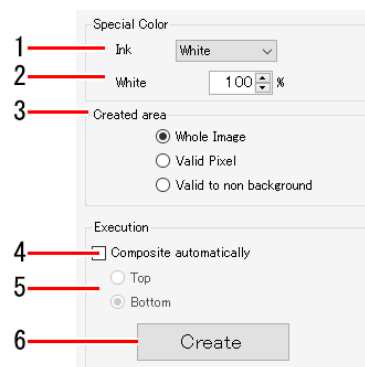 Special Color
1 Ink White
2 White 100 %
3 Created area
Whole Image
Valid Pixel
Valid to non background
Execution
4 Composite automatically
Top
5
Bottom
6 Create